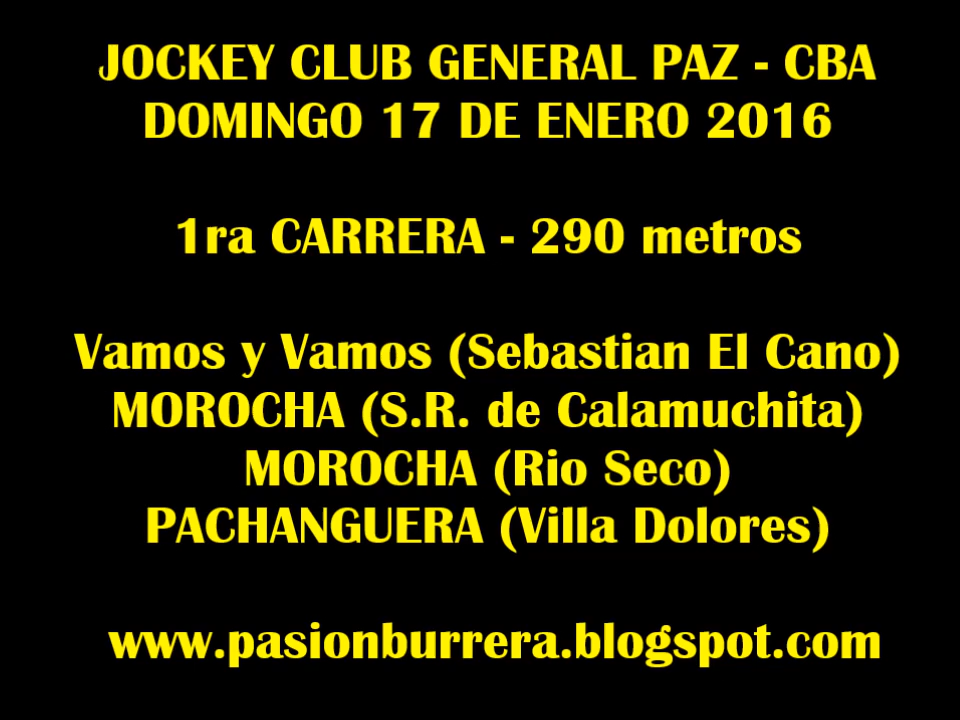 JOCKEY CLUB GENERAL PAZ - CBA
DOMINGO 17 DE ENERO 2016
1ra CARRERA - 290 metros
Vamos y Vamos (Sebastian El Cano)
MOROCHA (S.R. de Calamuchita)
MOROCHA (Rio Seco)
PACHANGUERA (Villa Dolores)
www.pasionburrera.blogspot.com